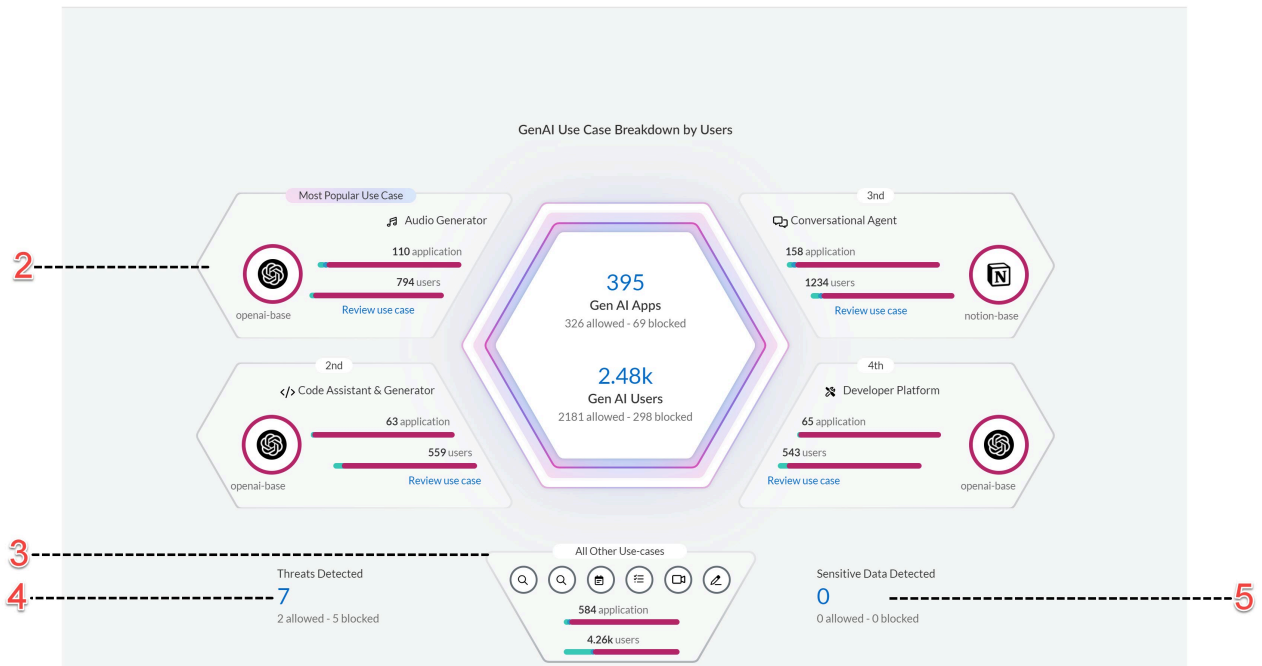 GenAI Use Case Breakdown by Users
Most Popular Use Case
Audio Generator
110 application
794 users
openai-base
Review use case
2
2nd
</> Code Assistant & Generator
63 application
559 users
openai-base
Review use case
395
Gen AI Apps
326 allowed - 69 blocked
2.48k
Gen AI Users
2181 allowed - 298 blocked
3nd
Conversational Agent
158 application
1234 users
N
Review use case
notion-base
4th
Developer Platform
65 application
543 users
Review use case
openai-base
3
All Other Use-cases
584 application
4.26k users
4
Threats Detected
7
2 allowed - 5 blocked
Sensitive Data Detected
0
0 allowed - 0 blocked
5